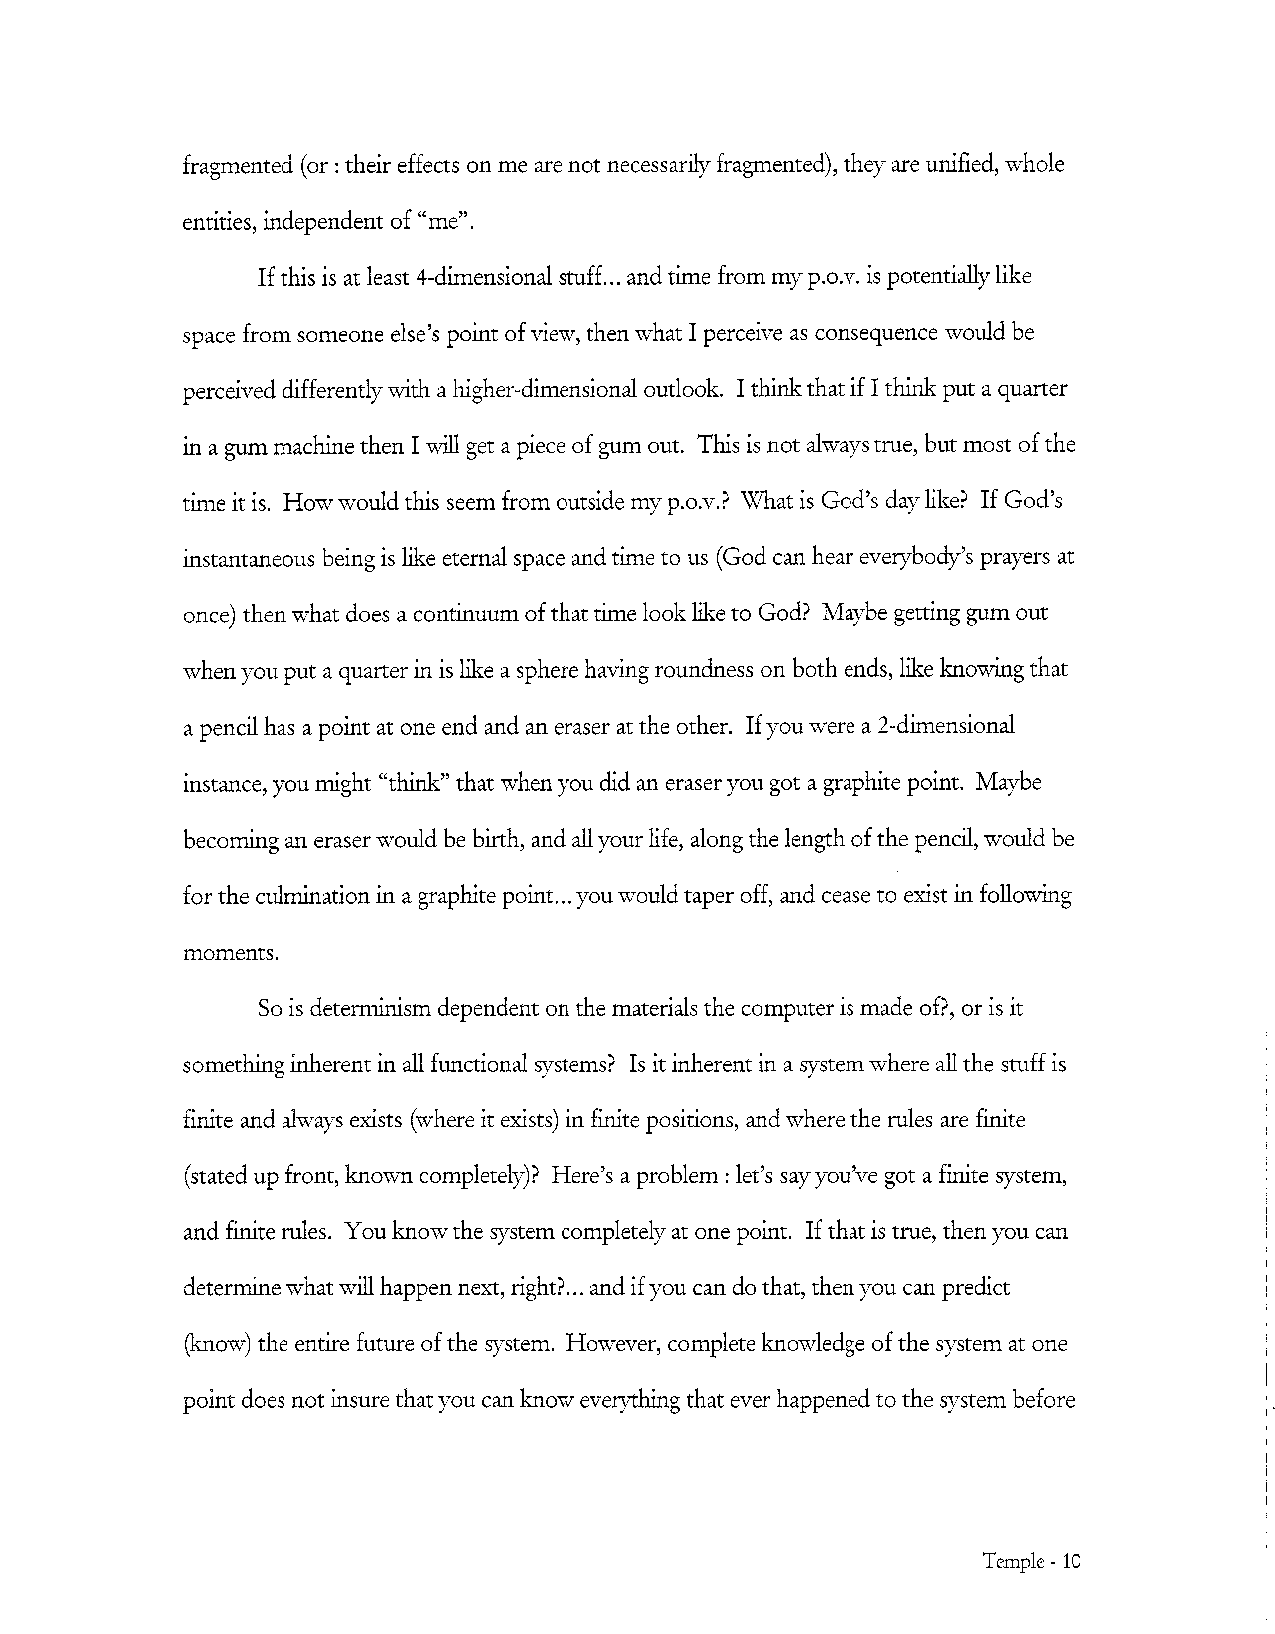 fragmented (or : their effects on me are not necessarily fragmented), they are unified, whole
entities, independent of “me”.
If this is at least 4-dimensional stuff... and time from my p.o.v. is potentially like
space from someone else’s point of view, then what I perceive as consequence would be
perceived differently with a higher-dimensional outlook. I think that if I think put a quarter
in a gum machine then I will get a piece of gum out. This is not always true, but most of the
time it is. How would this seem from outside my p.o.v.? What is God’s day like? If God’s
instantaneous being is like eternal space and time to us (God can hear everybody’s prayers at
once) then what does a continuum of that time look like to God? Maybe getting gum out
when you put a quarter in is like a sphere having roundness on both ends, like knowing that
a pencil has a point at one end and an eraser at the other. If you were a 2-dimensional
instance, you might “think” that when you did an eraser you got a graphite point. Maybe
becoming an eraser would be birth, and all your life, along the length of the pencil, would be
for the culmination in a graphite point... you would taper off, and cease to exist in following
moments.
So is determinism dependent on the materials the computer is made of?, or is it
something inherent in all functional systems? Is it inherent in a system where all the stuff is
finite and always exists (where it exists) in finite positions, and where the rules are finite
(stated up front, known completely)? Here’s a problem : let’s say you’ve got a finite system,
and finite rules. You know the system completely at one point. If that is true, then you can
determine what will happen next, right?... and if you can do that, then you can predict
(know) the entire future of the system. However, complete knowledge of the system at one
point does not insure that you can know everything that ever happened to the system before
Temple - 10